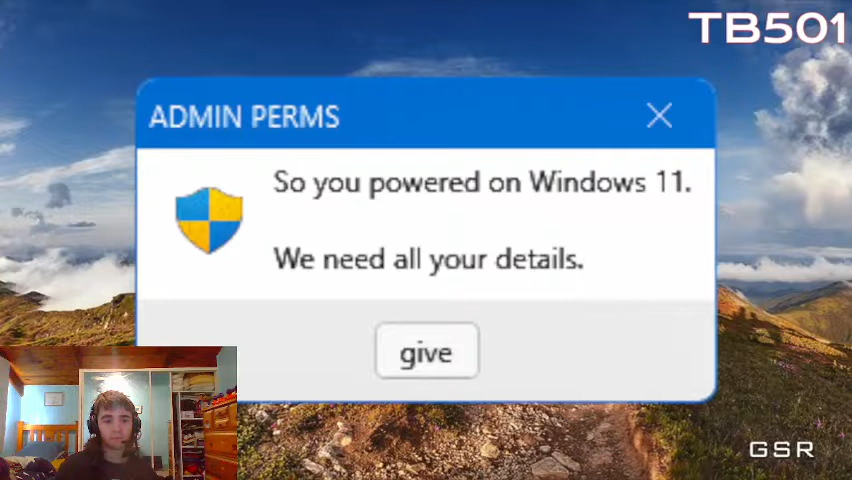 TB501
ADMIN PERMS
So you powered on Windows 11.
We need all your details.
give
GSR